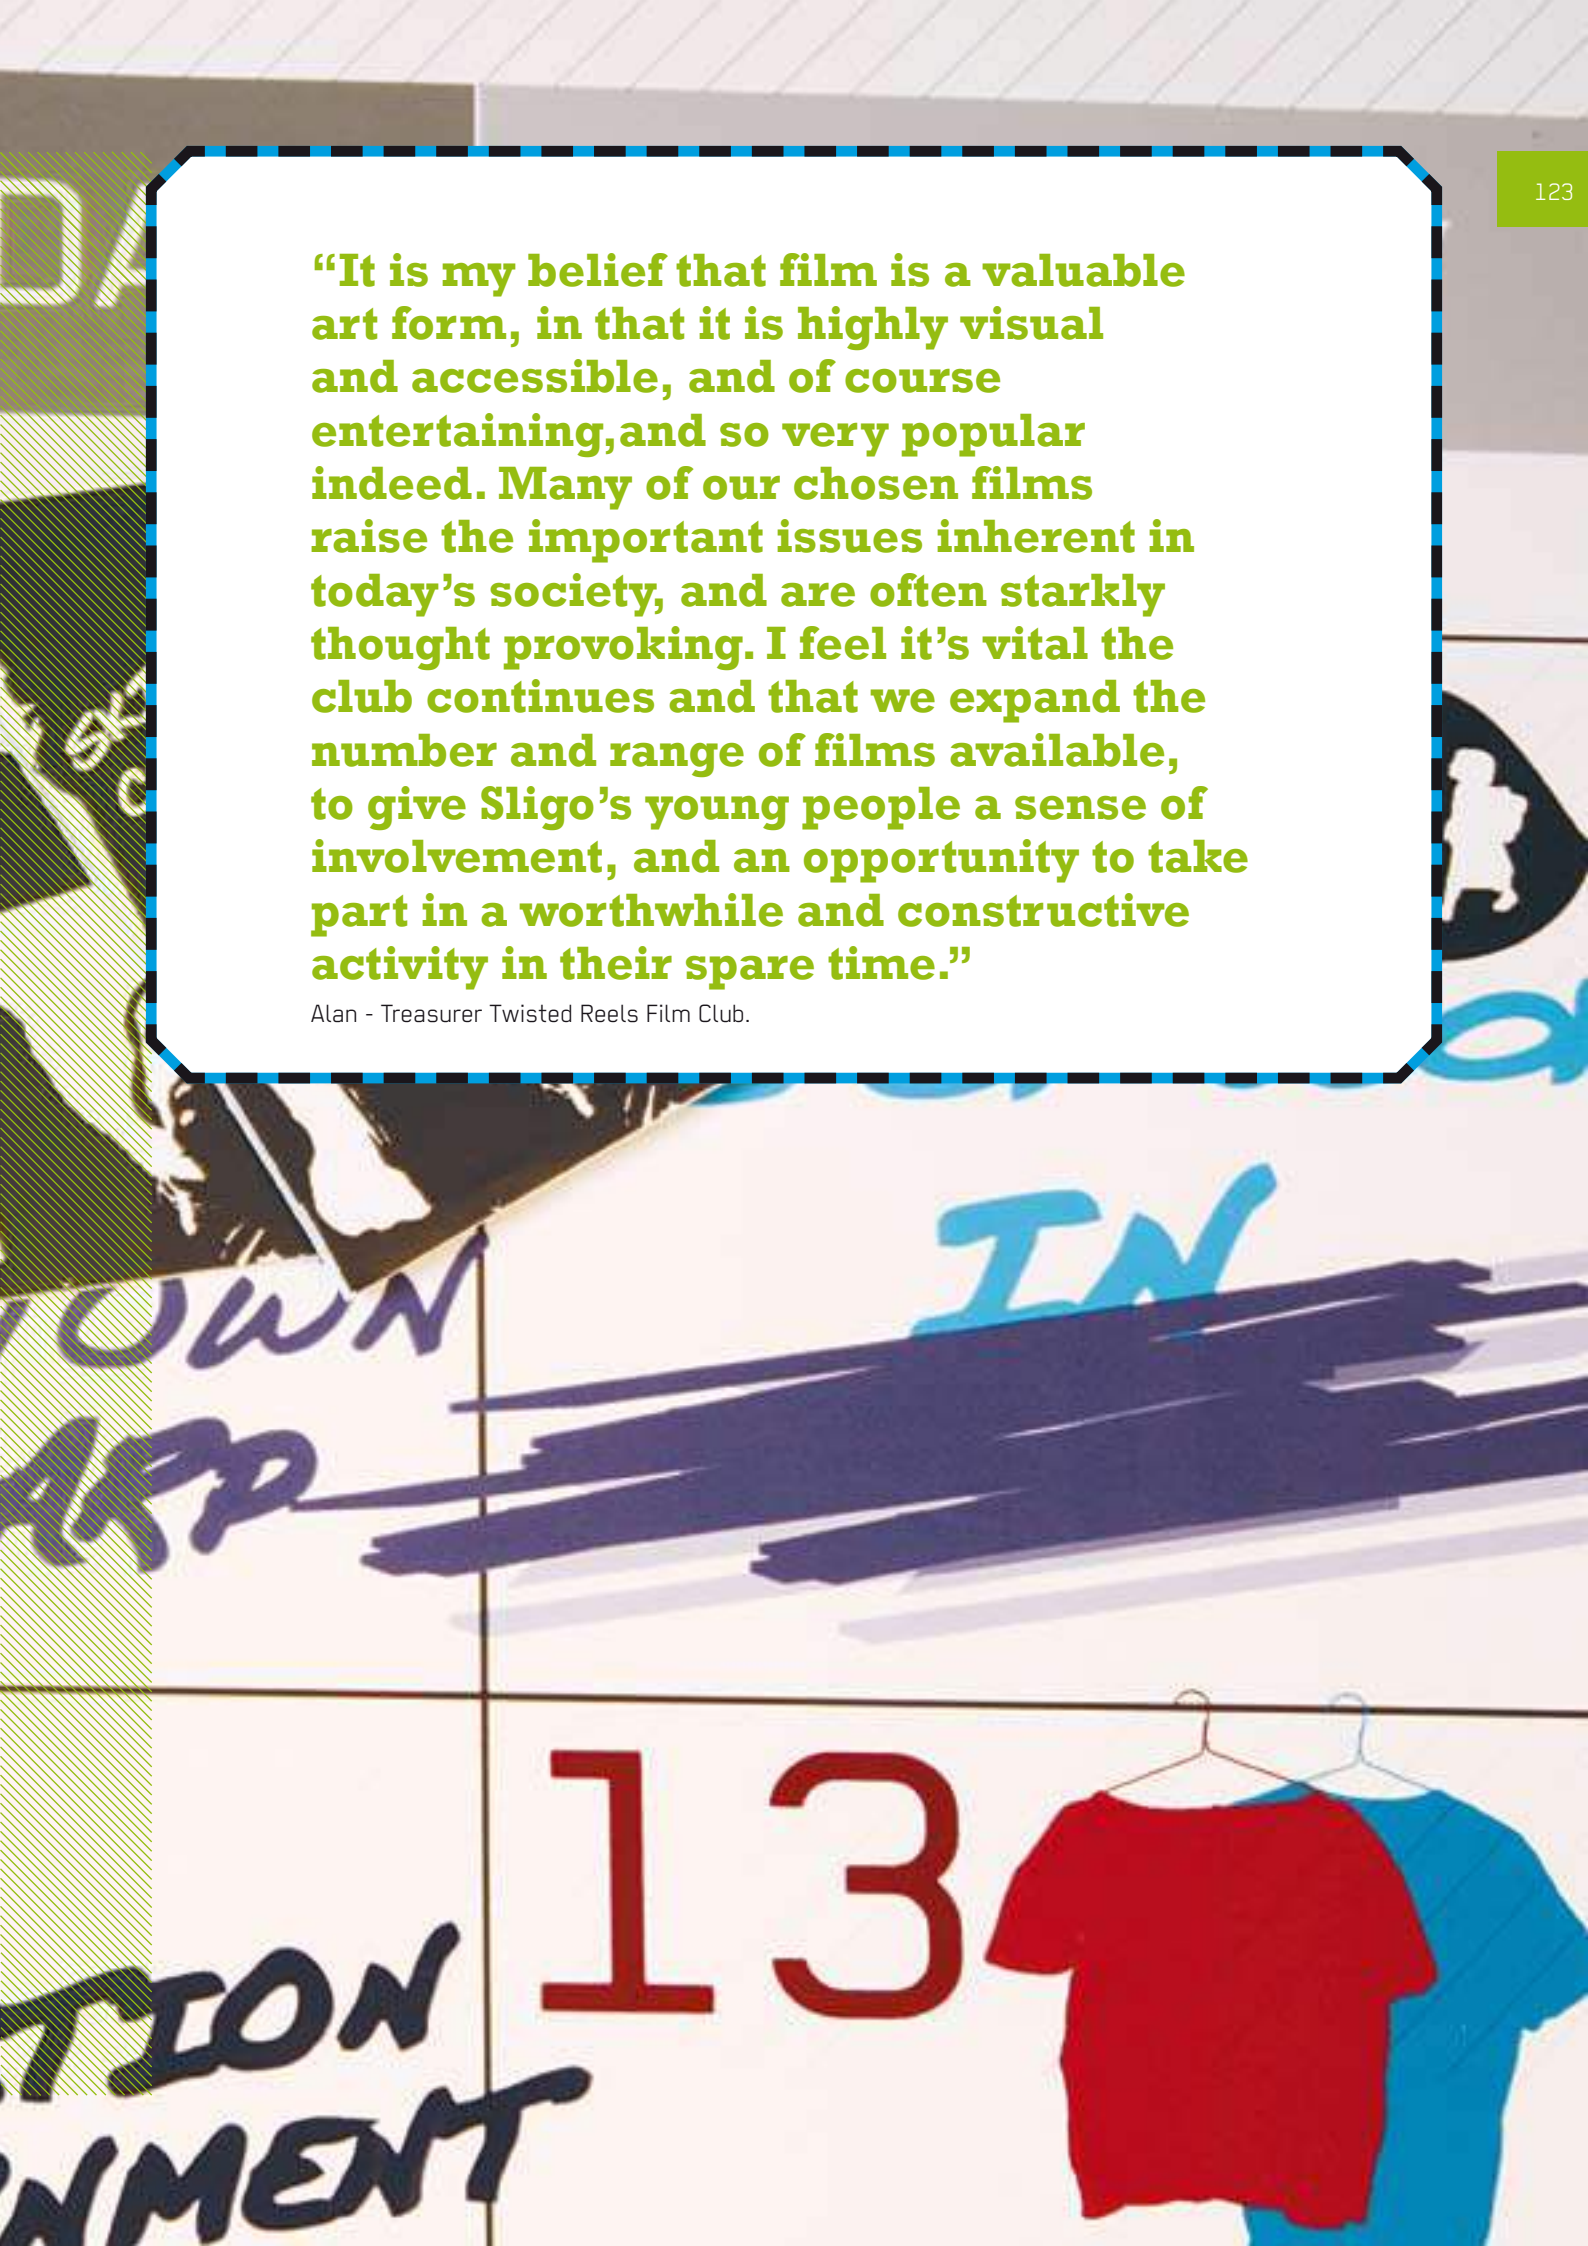 123
“It is my belief that film is a valuable
art form, in that it is highly visual
and accessible, and of course
entertaining,and so very popular
indeed. Many of our chosen films
raise the important issues inherent in
today’s society, and are often starkly
thought provoking. I feel it’s vital the
club continues and that we expand the
number and range of films available,
to give Sligo’s young people a sense of
involvement, and an opportunity to take
part in a worthwhile and constructive
activity in their spare time.”
Alan - Treasurer Twisted Reels Film Club.
IN
13